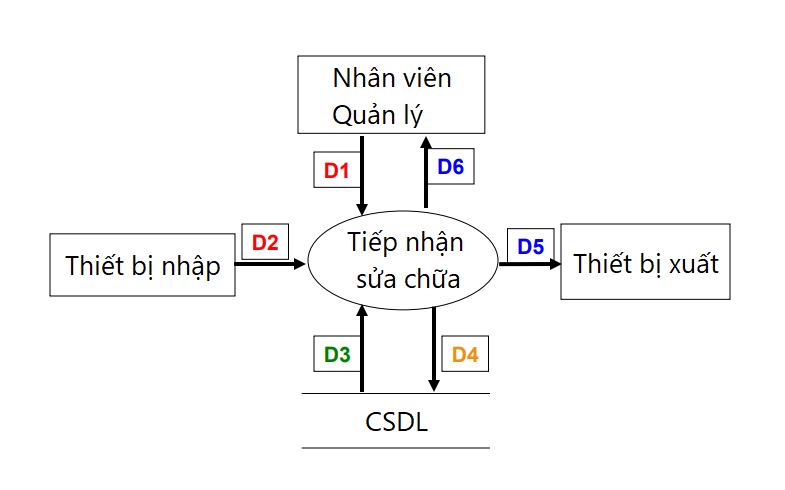 Nhân viên
Quản lý
D1
D6
D2
Tiếp nhận
sửa chữa
D5
Thiết bị nhập
Thiết bị xuất
D3
D4
CSDL